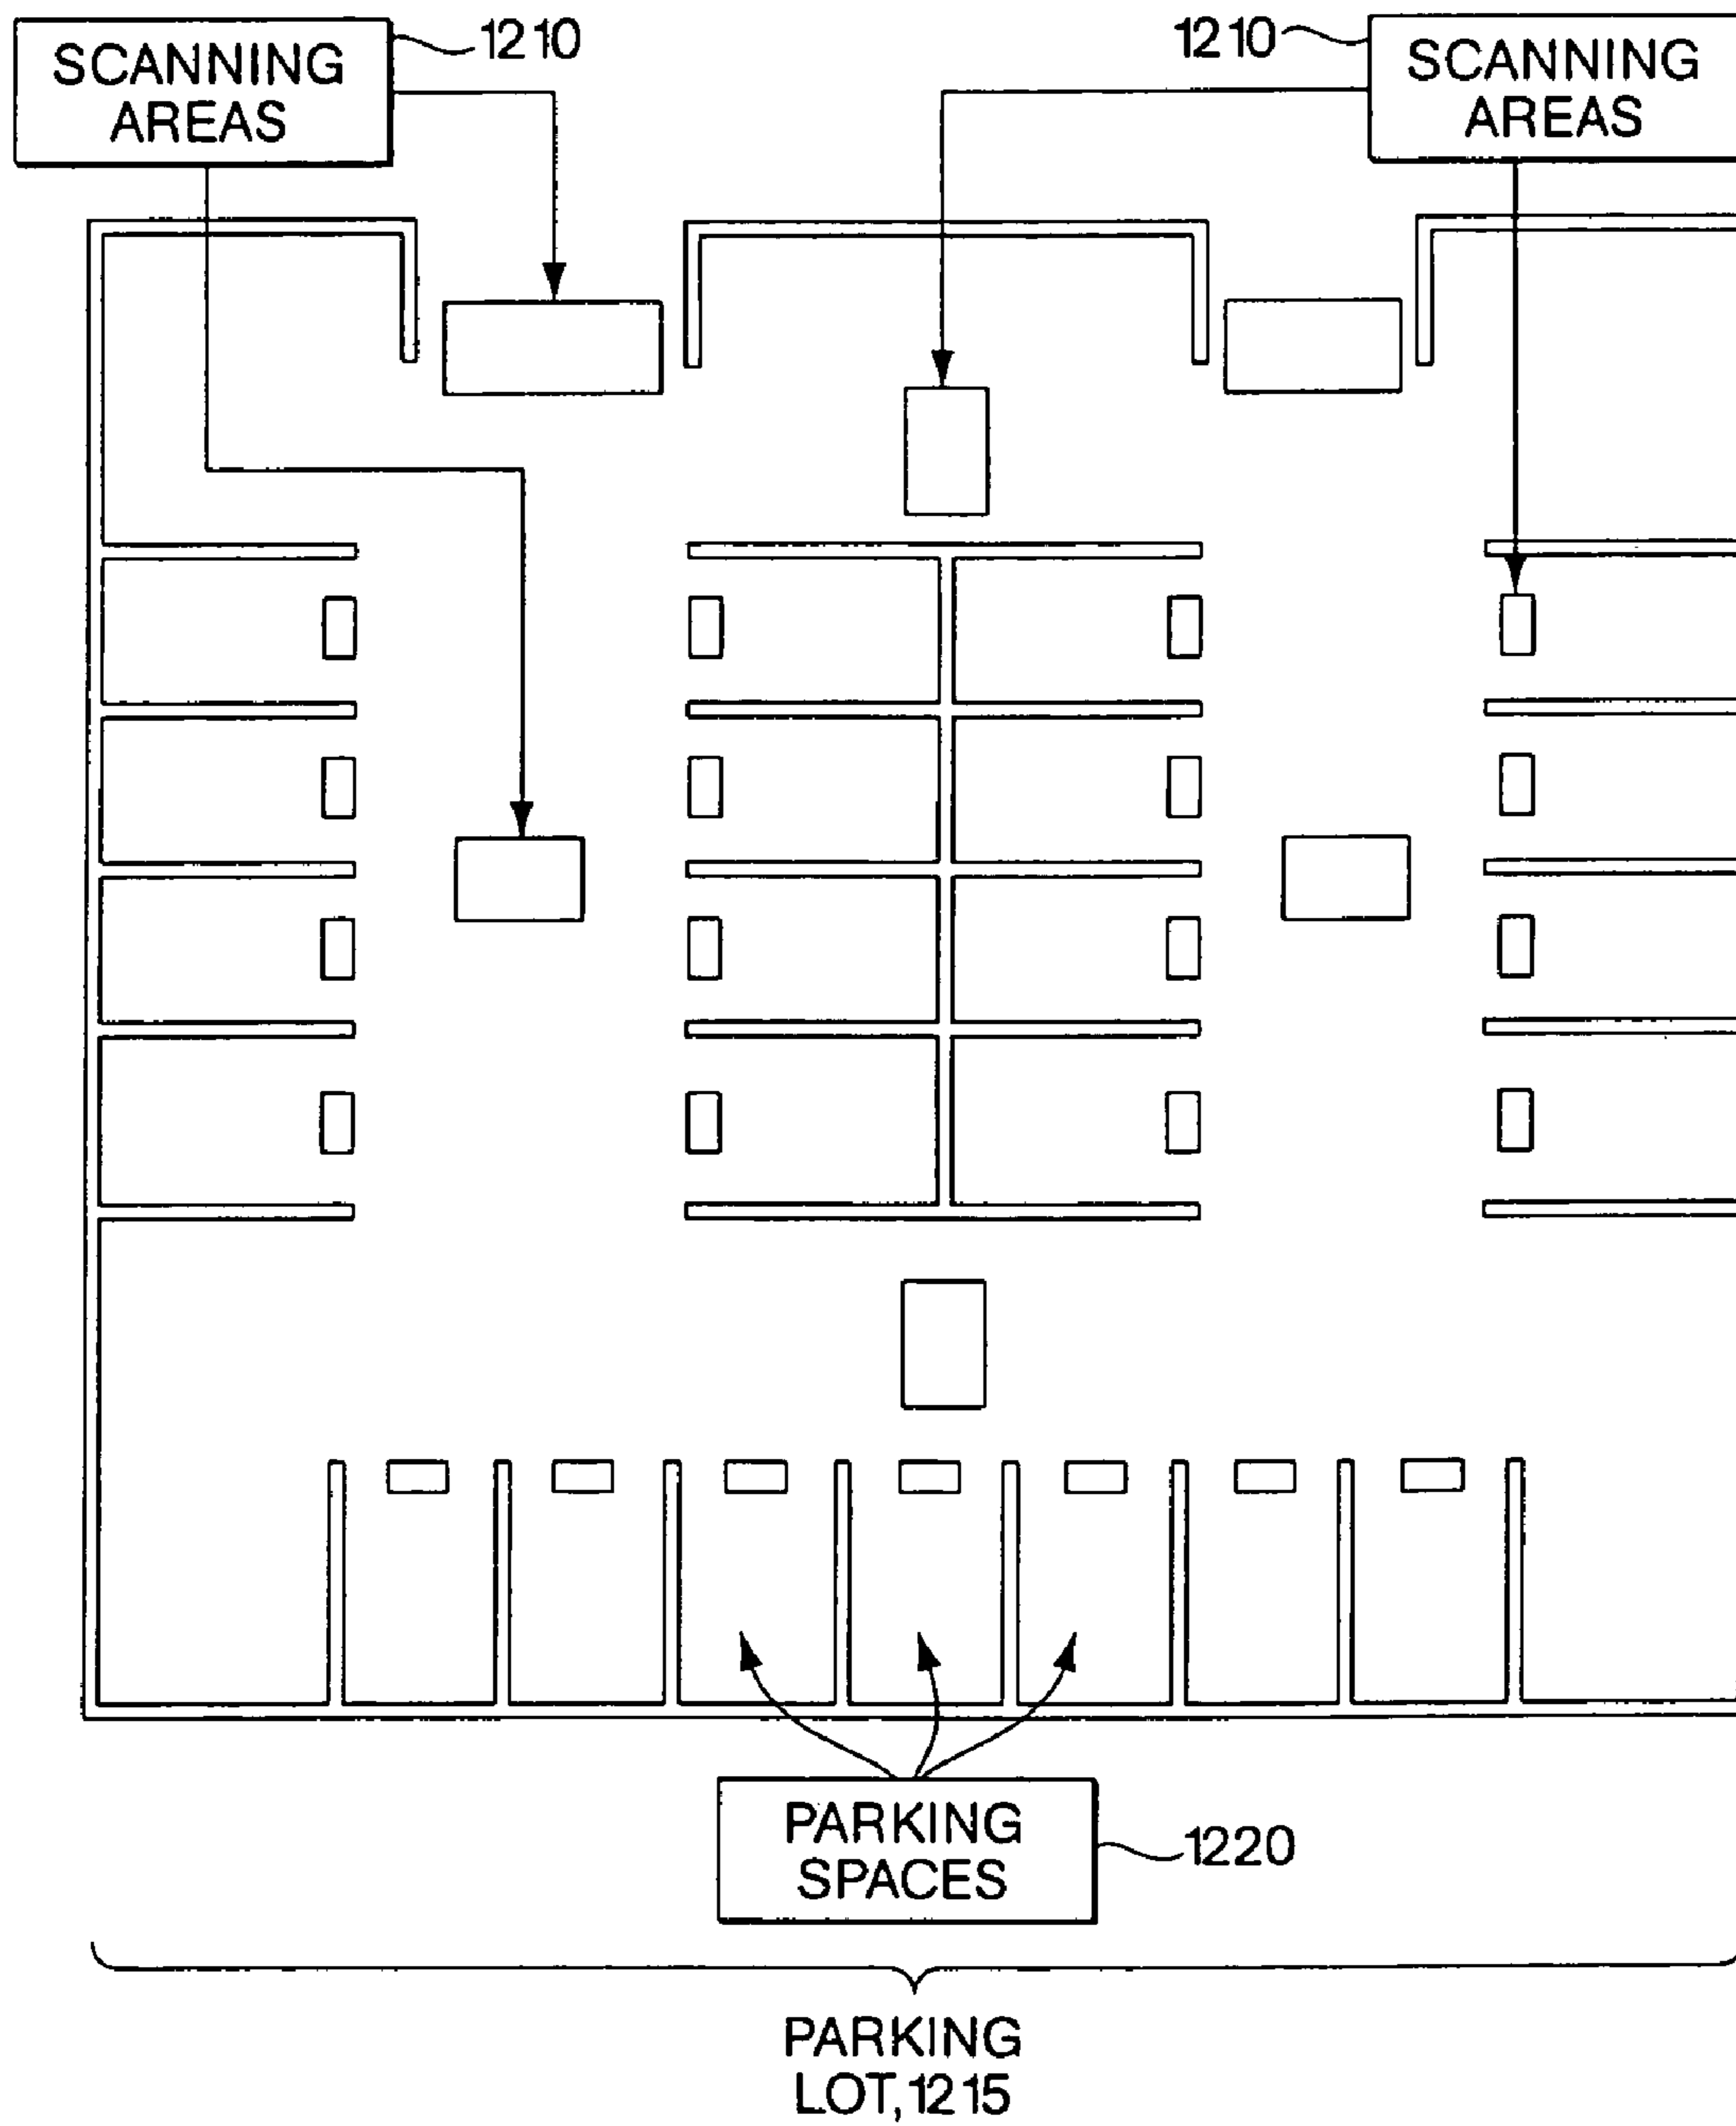 SCANNING
AREAS
1210
1210
SCANNING
AREAS
PARKING
SPACES
1220
PARKING
LOT, 1215